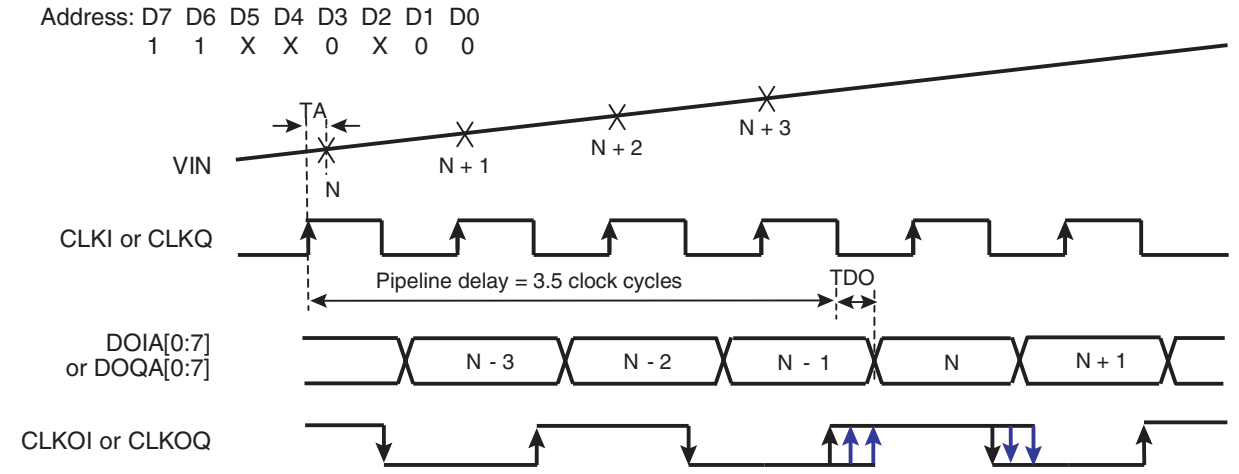 Address: D7 D6 D5 D4 D3 D2 D1 D0
1 1 X X 0 X 0 0
TA
VIN
N
N + 1
N + 2
N + 3
CLKI or CLKQ
Pipeline delay = 3.5 clock cycles
TDO
DOIA[0:7]
or DOQA[0:7]
N - 3 N - 2 N - 1 N N + 1
CLKOI or CLKOQ